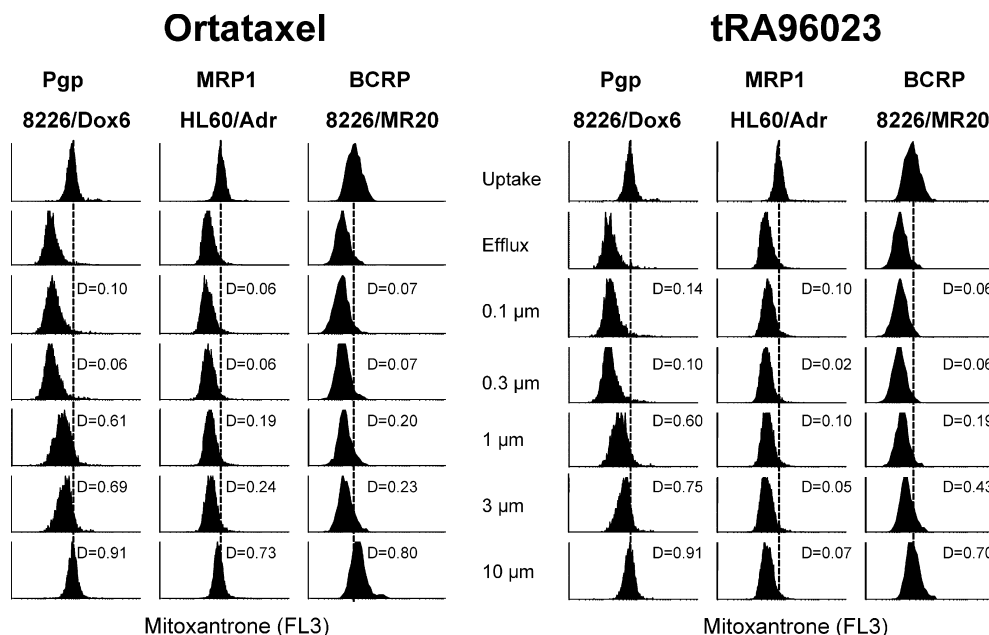 Ortataxel tRA96023
Pgp MRP1 BCRP Pgp MRP1 BCRP
8226/Dox6 HL60/Adr 8226/MR20 8226/Dox6 HL60/Adr 8226/MR20
Uptake
Efflux
D=0.10 D=0.06 D=0.07 0.1 µm D=0.14 D=0.10 D=0.06
D=0.06 D=0.06 D=0.07 0.3 µm D=0.10 D=0.02 D=0.06
D=0.61 D=0.19 D=0.20 1 µm D=0.60 D=0.10 D=0.19
D=0.69 D=0.24 D=0.23 3 µm D=0.75 D=0.05 D=0.43
D=0.91 D=0.73 D=0.80 10 µm D=0.91 D=0.07 D=0.70
Mitoxantrone (FL3) Mitoxantrone (FL3)